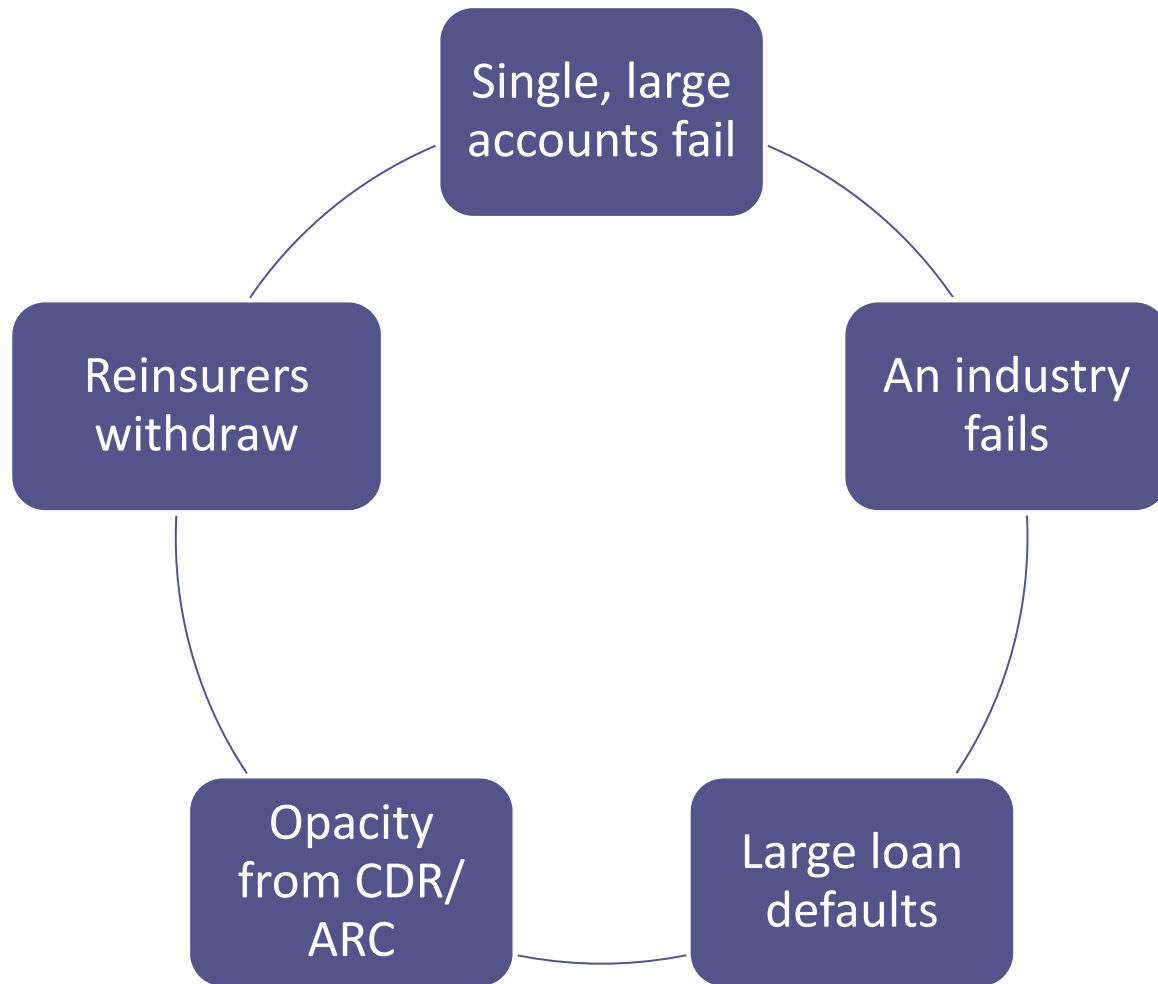 Single, large
accounts fail
An industry
fails
Large loan
defaults
Opacity
from CDR/
ARC
Reinsurers
withdraw